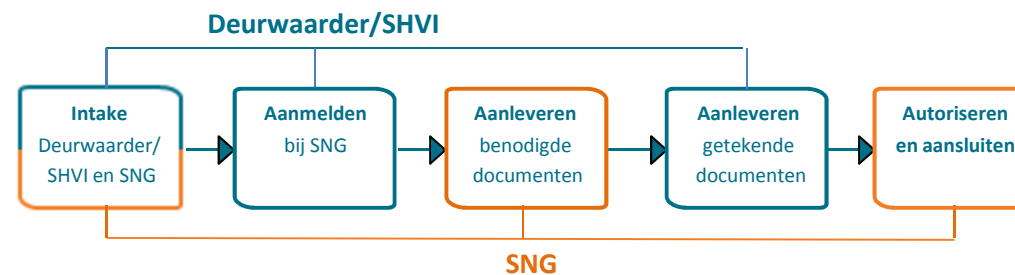 Deurwaarder/SHVI
Intake
Deurwaarder/
SHVI en SNG
Aanmelden
bij SNG
Aanleveren
benodigde
documenten
Aanleveren
getekende
documenten
Autoriseren
en aansluiten
SNG